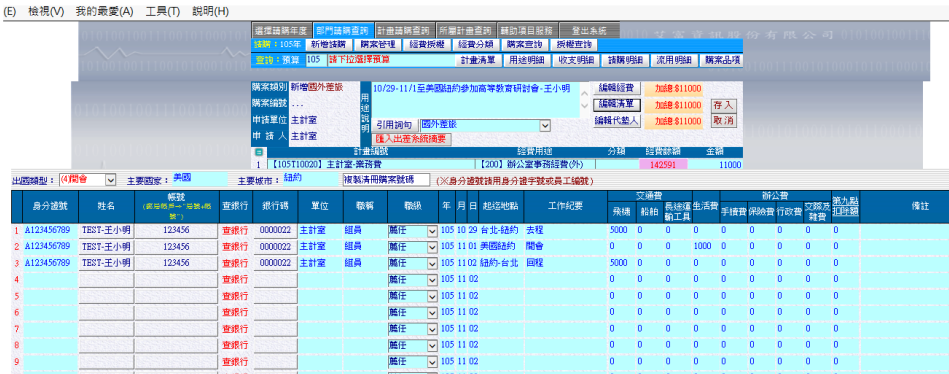 (E) 檢視(V) 我的最愛(A) 工具(T) 說明(H)
選擇請購年度 部門請購查詢 計畫請購查詢 所屬計畫查詢 輔助項目服務 登出系統
請購：105年 新增請購 購案管理 經費授權 經費分類 購案查詢 授權查詢
查詢：預算 105 請下拉選擇預算 計畫清單 用途明細 收支明細 請購明細 流用明細 購案品項
購案類別 新增國外差旅 用途說明 10/29-11/1至美國紐約參加高等教育研討會-王小明 編輯經費 加總:$11000
購案編號 ... 編輯清單 加總:$11000 存入
申請單位 主計室 引用詞句 國外差旅 編輯代墊人 加總:$11000 取消
申請人 主計室 匯入出差系統摘要
計畫編號 經費用途 分類 經費餘額 金額
1 【105T10020】主計室-業務費 【200】辦公室事務經費(外) 142591 11000
出國類型： (4)開會 主要國家： 美國 主要城市： 紐約 複製清冊購案號碼 (※身分證號請用身分證字號或員工編號)
身分證號 姓名 帳號 查銀行 銀行碼 單位 職稱 職級 年 月 日 起迄地點 工作紀要 交通費 生活費 辦公費 第九點扣除額 備註
飛機 船舶 長途運輸工具 手續費 保險費 行政費 交際及雜費
1 A123456789 TEST-王小明 123456 查銀行 0000022 主計室 組員 薦任 105 10 29 台北-紐約 去程 5000 0 0 0 0 0 0 0 0
2 A123456789 TEST-王小明 123456 查銀行 0000022 主計室 組員 薦任 105 11 01 美國紐約 開會 0 0 0 1000 0 0 0 0 0
3 A123456789 TEST-王小明 123456 查銀行 0000022 主計室 組員 薦任 105 11 02 紐約-台北 回程 5000 0 0 0 0 0 0 0 0
4 查銀行 薦任 105 11 02 0 0 0 0 0 0 0 0 0
5 查銀行 薦任 105 11 02 0 0 0 0 0 0 0 0 0
6 查銀行 薦任 105 11 02 0 0 0 0 0 0 0 0 0
7 查銀行 薦任 105 11 02 0 0 0 0 0 0 0 0 0
8 查銀行 薦任 105 11 02 0 0 0 0 0 0 0 0 0
9 查銀行 薦任 105 11 02 0 0 0 0 0 0 0 0 0